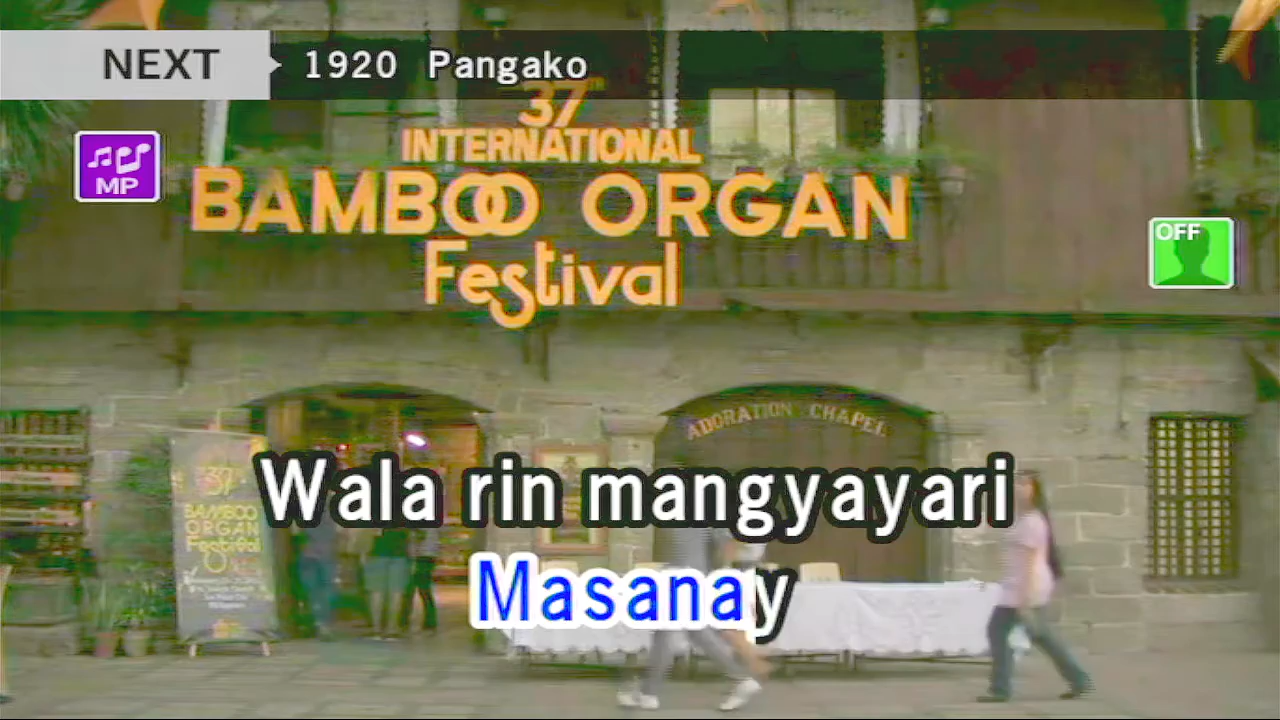 NEXT 1920 Pangako
37th
INTERNATIONAL
BAMBOO ORGAN
Festival
MP
OFF
ADORATION CHAPEL
37
BAMBOO
ORGAN
Festival
Wala rin mangyayari
Masanay